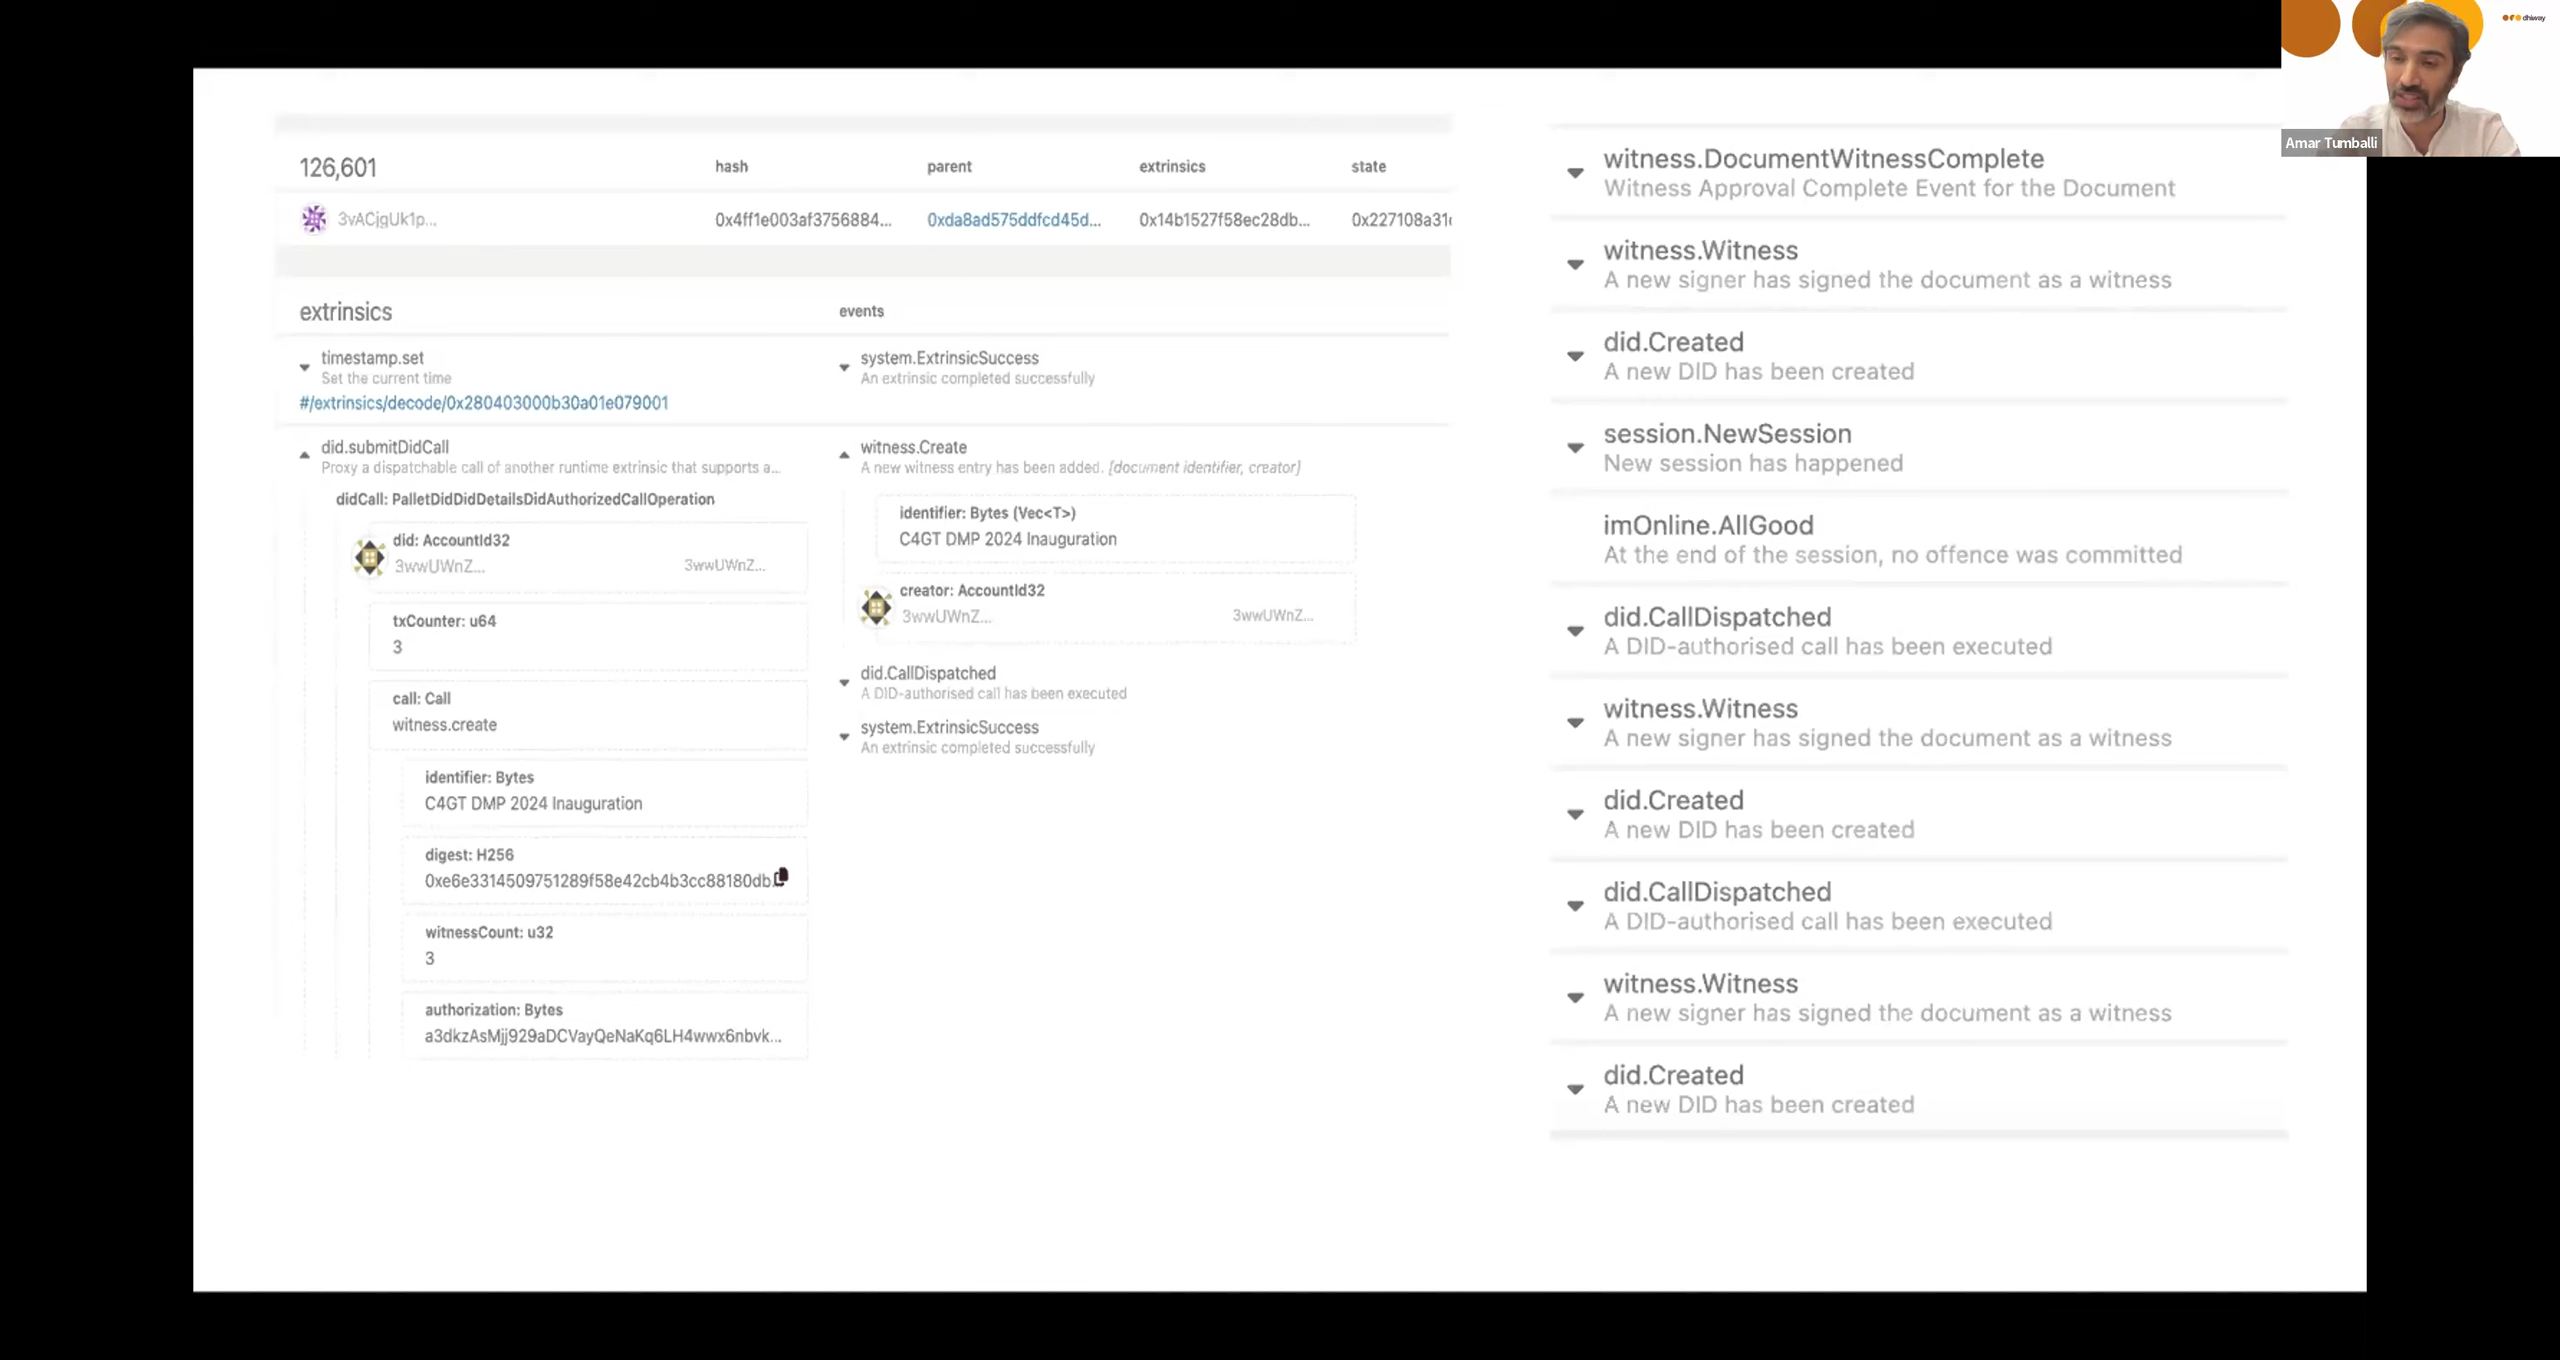 dhiway
Amar Tumballi
126,601 hash parent extrinsics state
3vACjgUk1p... 0x4ff1e003af3756884... 0xda8ad575ddfcd45d... 0x14b1527f58ec28db... 0x227108a31
extrinsics events
timestamp.set
Set the current time
#/extrinsics/decode/0x280403000b30a01e079001
system.ExtrinsicSuccess
An extrinsic completed successfully
did.submitDidCall
Proxy a dispatchable call of another runtime extrinsic that supports a...
didCall: PalletDidDidDetailsDidAuthorizedCallOperation
did: AccountId32
3wwUWnZ... 3wwUWnZ...
txCounter: u64
3
call: Call
witness.create
identifier: Bytes
C4GT DMP 2024 Inauguration
digest: H256
0xe6e3314509751289f58e42cb4b3cc88180db.
witnessCount: u32
3
authorization: Bytes
a3dkzAsMjj929aDCVayQeNaKq6LH4wwx6nbvk...
witness.Create
A new witness entry has been added. [document identifier, creator]
identifier: Bytes (Vec<T>)
C4GT DMP 2024 Inauguration
creator: AccountId32
3wwUWnZ... 3wwUWnZ...
did.CallDispatched
A DID-authorised call has been executed
system.ExtrinsicSuccess
An extrinsic completed successfully
witness.DocumentWitnessComplete
Witness Approval Complete Event for the Document
witness.Witness
A new signer has signed the document as a witness
did.Created
A new DID has been created
session.NewSession
New session has happened
imOnline.AllGood
At the end of the session, no offence was committed
did.CallDispatched
A DID-authorised call has been executed
witness.Witness
A new signer has signed the document as a witness
did.Created
A new DID has been created
did.CallDispatched
A DID-authorised call has been executed
witness.Witness
A new signer has signed the document as a witness
did.Created
A new DID has been created